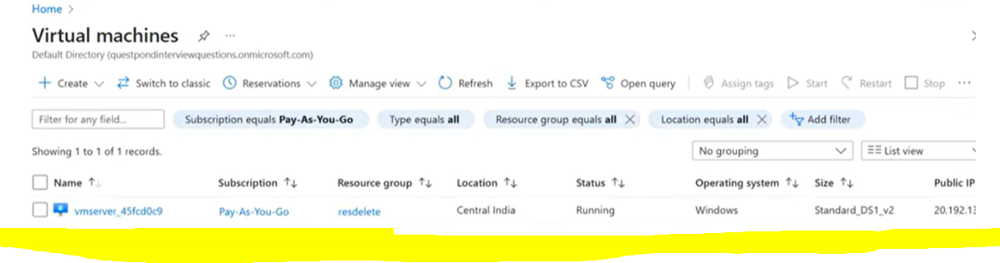 Home >
Virtual machines ...
Default Directory (questpondinterviewquestions.onmicrosoft.com)
Create Switch to classic Reservations Manage view Refresh Export to CSV Open query Assign tags Start Restart Stop ...
Filter for any field... Subscription equals Pay-As-You-Go Type equals all Resource group equals all Location equals all Add filter
Showing 1 to 1 of 1 records. No grouping List view
Name Subscription Resource group Location Status Operating system Size Public IP
vmserver_45fcd0c9 Pay-As-You-Go resdelete Central India Running Windows Standard_DS1_v2 20.192.13